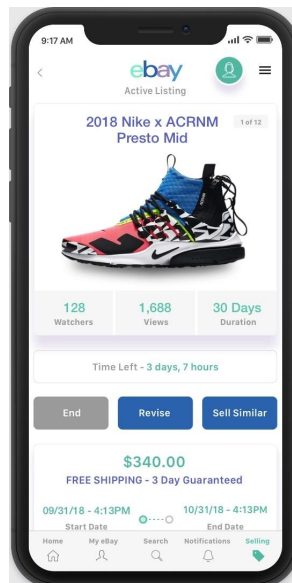 9:17 AM
ebay
Active Listing
2018 Nike x ACRNM
Presto Mid
1 of 12
128
Watchers
1,688
Views
30 Days
Duration
Time Left - 3 days, 7 hours
End
Revise
Sell Similar
$340.00
FREE SHIPPING - 3 Day Guaranteed
09/31/18 - 4:13PM
Start Date
10/31/18 - 4:13PM
End Date
Home
My eBay
Search
Notifications
Selling